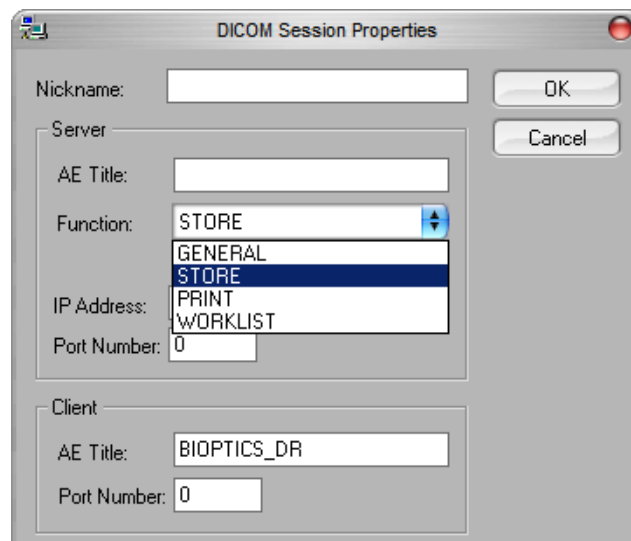 DICOM Session Properties
Nickname:
OK
Server
Cancel
AE Title:
Function: STORE
GENERAL
STORE
PRINT
WORKLIST
IP Address:
Port Number: 0
Client
AE Title: BIOPTICS_DR
Port Number: 0